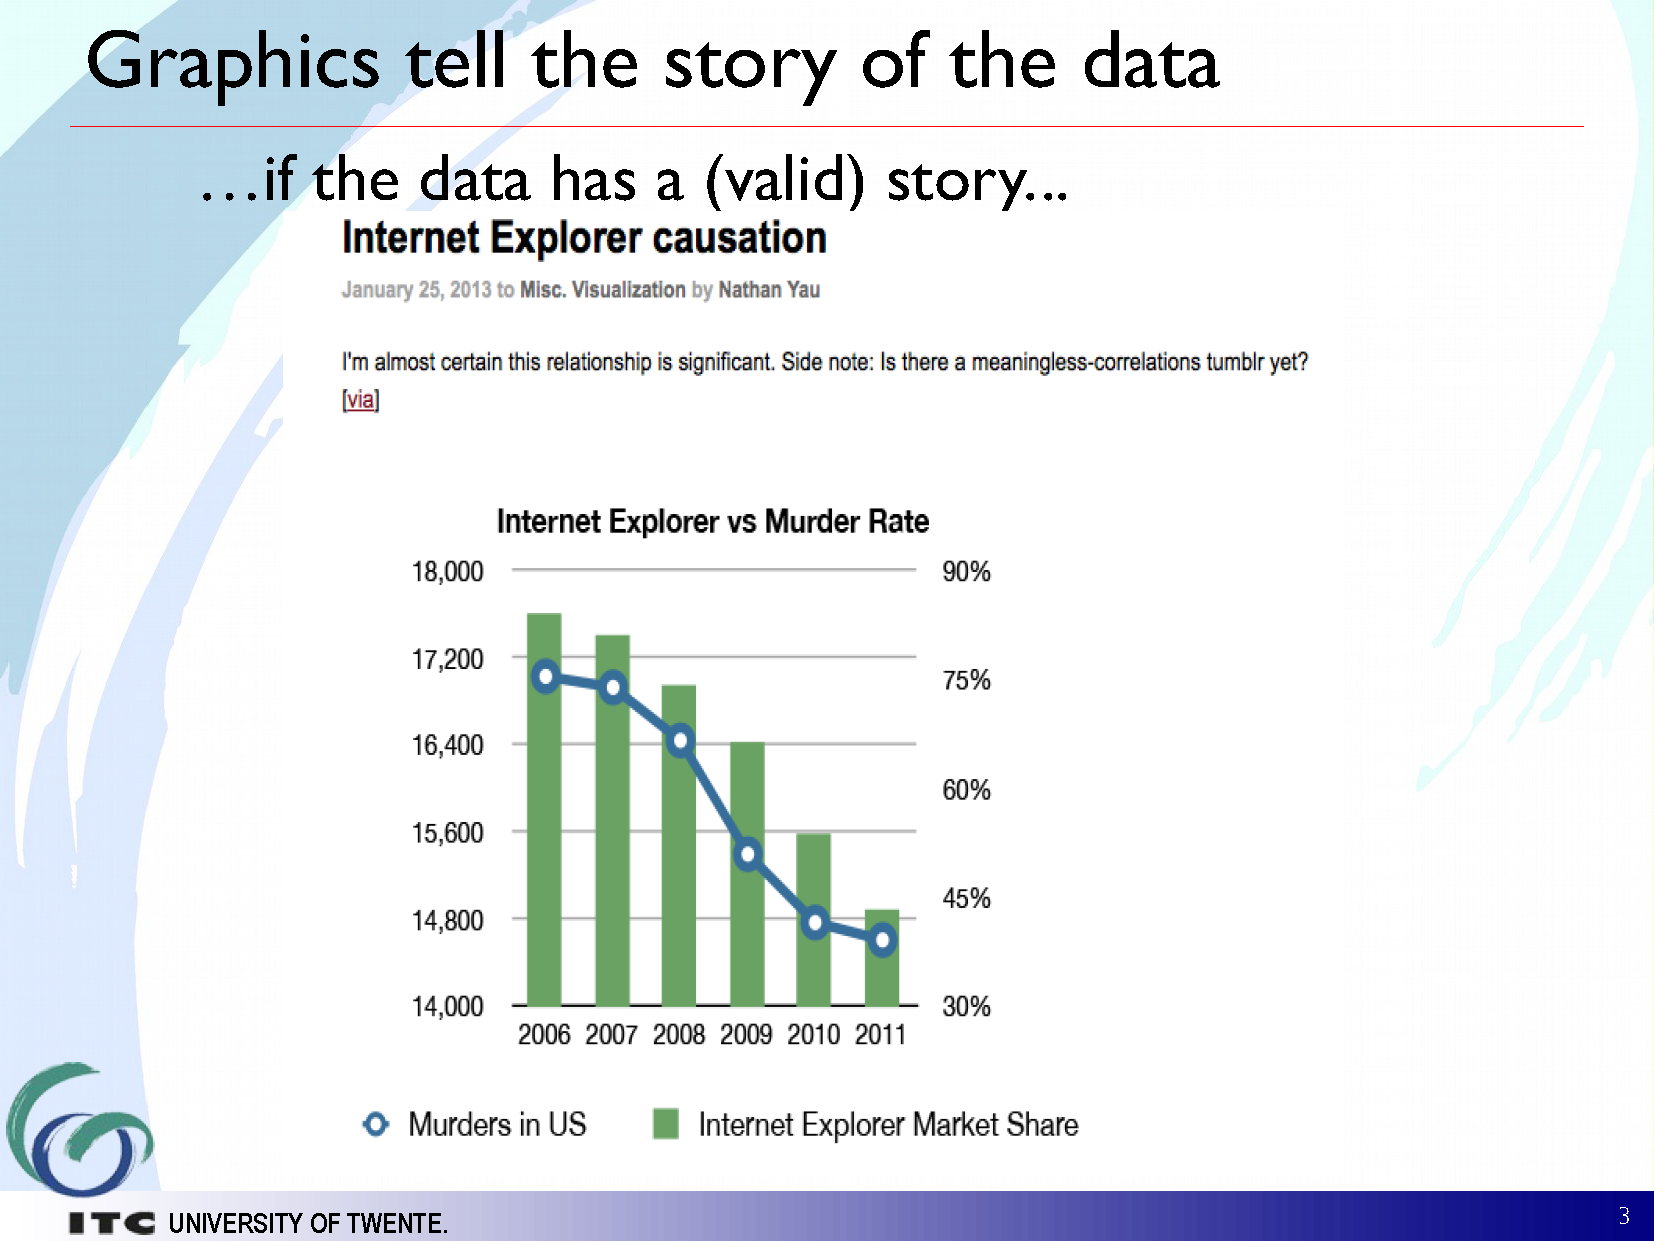 Graphics tell the story of the data
...if the data has a (valid) story...
Internet Explorer causation
January 25, 2013 to Misc. Visualization by Nathan Yau
I'm almost certain this relationship is significant. Side note: Is there a meaningless-correlations tumblr yet?
[via]
Internet Explorer vs Murder Rate
18,000 90%
17,200
75%
16,400
60%
15,600
45%
14,800
14,000 30%
2006 2007 2008 2009 2010 2011
Murders in US Internet Explorer Market Share
ITC UNIVERSITY OF TWENTE. 3